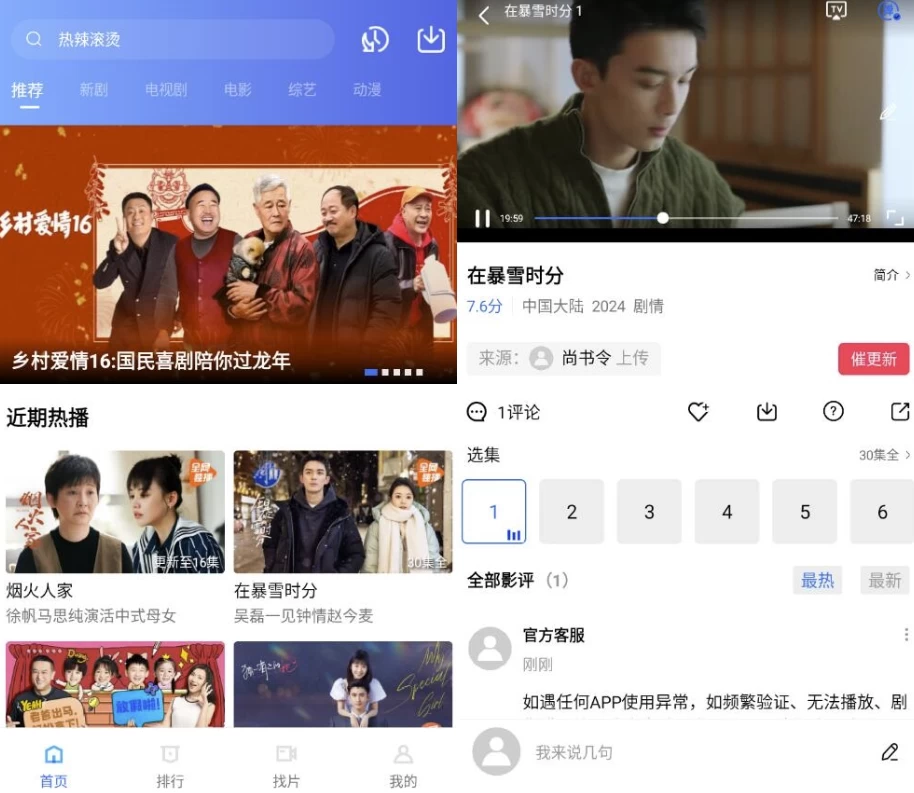 热辣滚烫
推荐 新剧 电视剧 电影 综艺 动漫
乡村爱情16
乡村爱情16:国民喜剧陪你过龙年
近期热播
烟火人家
全网独播
更新至16集
全网独播
30集全
烟火人家
徐帆马思纯演活中式母女
在暴雪时分
吴磊一见钟情赵今麦
放飘啦!
Special
Girl
首页 排行 找片 我的
在暴雪时分 1
TV
19:59
47:18
在暴雪时分
简介
7.6分 中国大陆 2024 剧情
来源: 尚书令 上传
催更新
1评论
选集
30集全
1 2 3 4 5 6
全部影评 (1)
最热 最新
官方客服
刚刚
如遇任何APP使用异常，如频繁验证、无法播放、剧
我来说几句